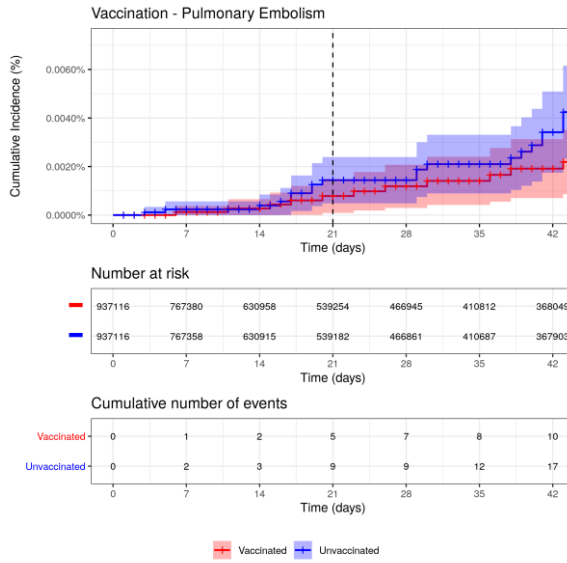 Vaccination - Pulmonary Embolism
Cumulative Incidence (%)
0.0060%
0.0040%
0.0020%
0.0000%
0 7 14 21 28 35 42
Time (days)
Number at risk
937116 767380 630958 539254 466945 410812 368049
937116 767358 630915 539182 466861 410687 367903
0 7 14 21 28 35 42
Time (days)
Cumulative number of events
Vaccinated 0 1 2 5 7 8 10
Unvaccinated 0 2 3 9 9 12 17
0 7 14 21 28 35 42
Time (days)
Vaccinated Unvaccinated